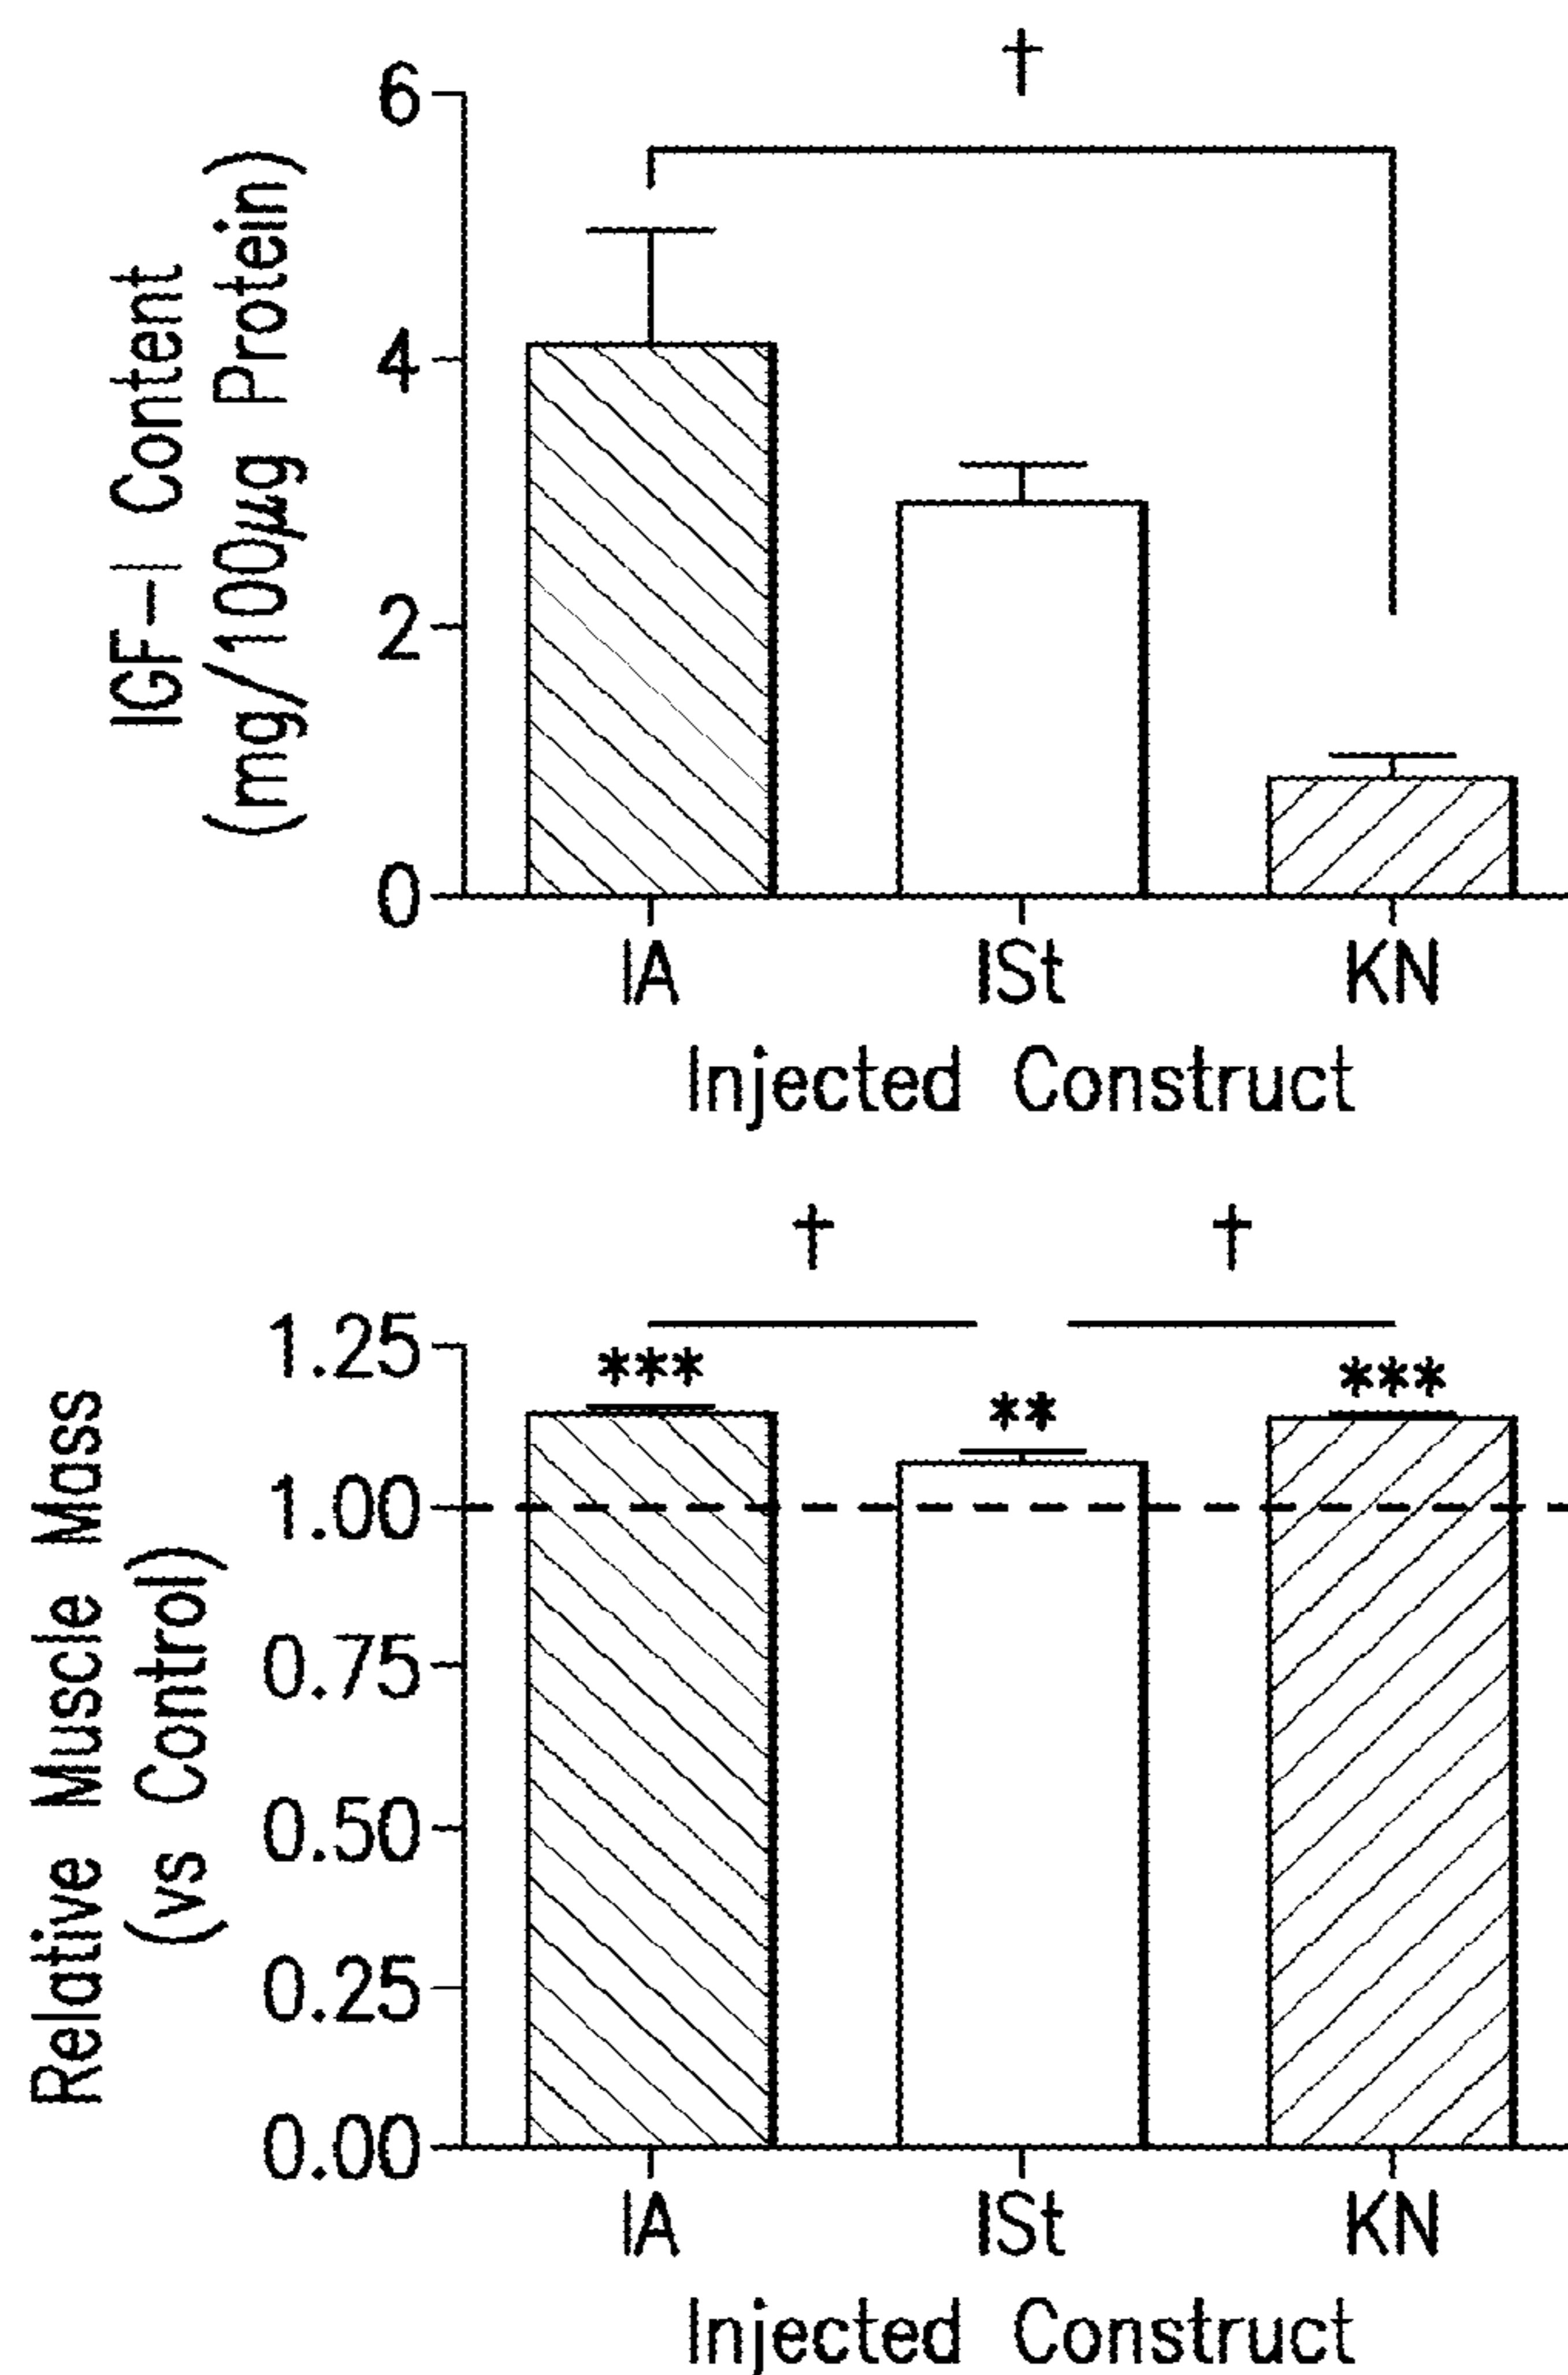 †
6
4
2
0
IGF-I Content
(mg/100µg Protein)
IA ISt KN
Injected Construct
† †
1.25
1.00
0.75
0.50
0.25
0.00
*** ** ***
Relative Muscle Mass
(vs Control)
IA ISt KN
Injected Construct